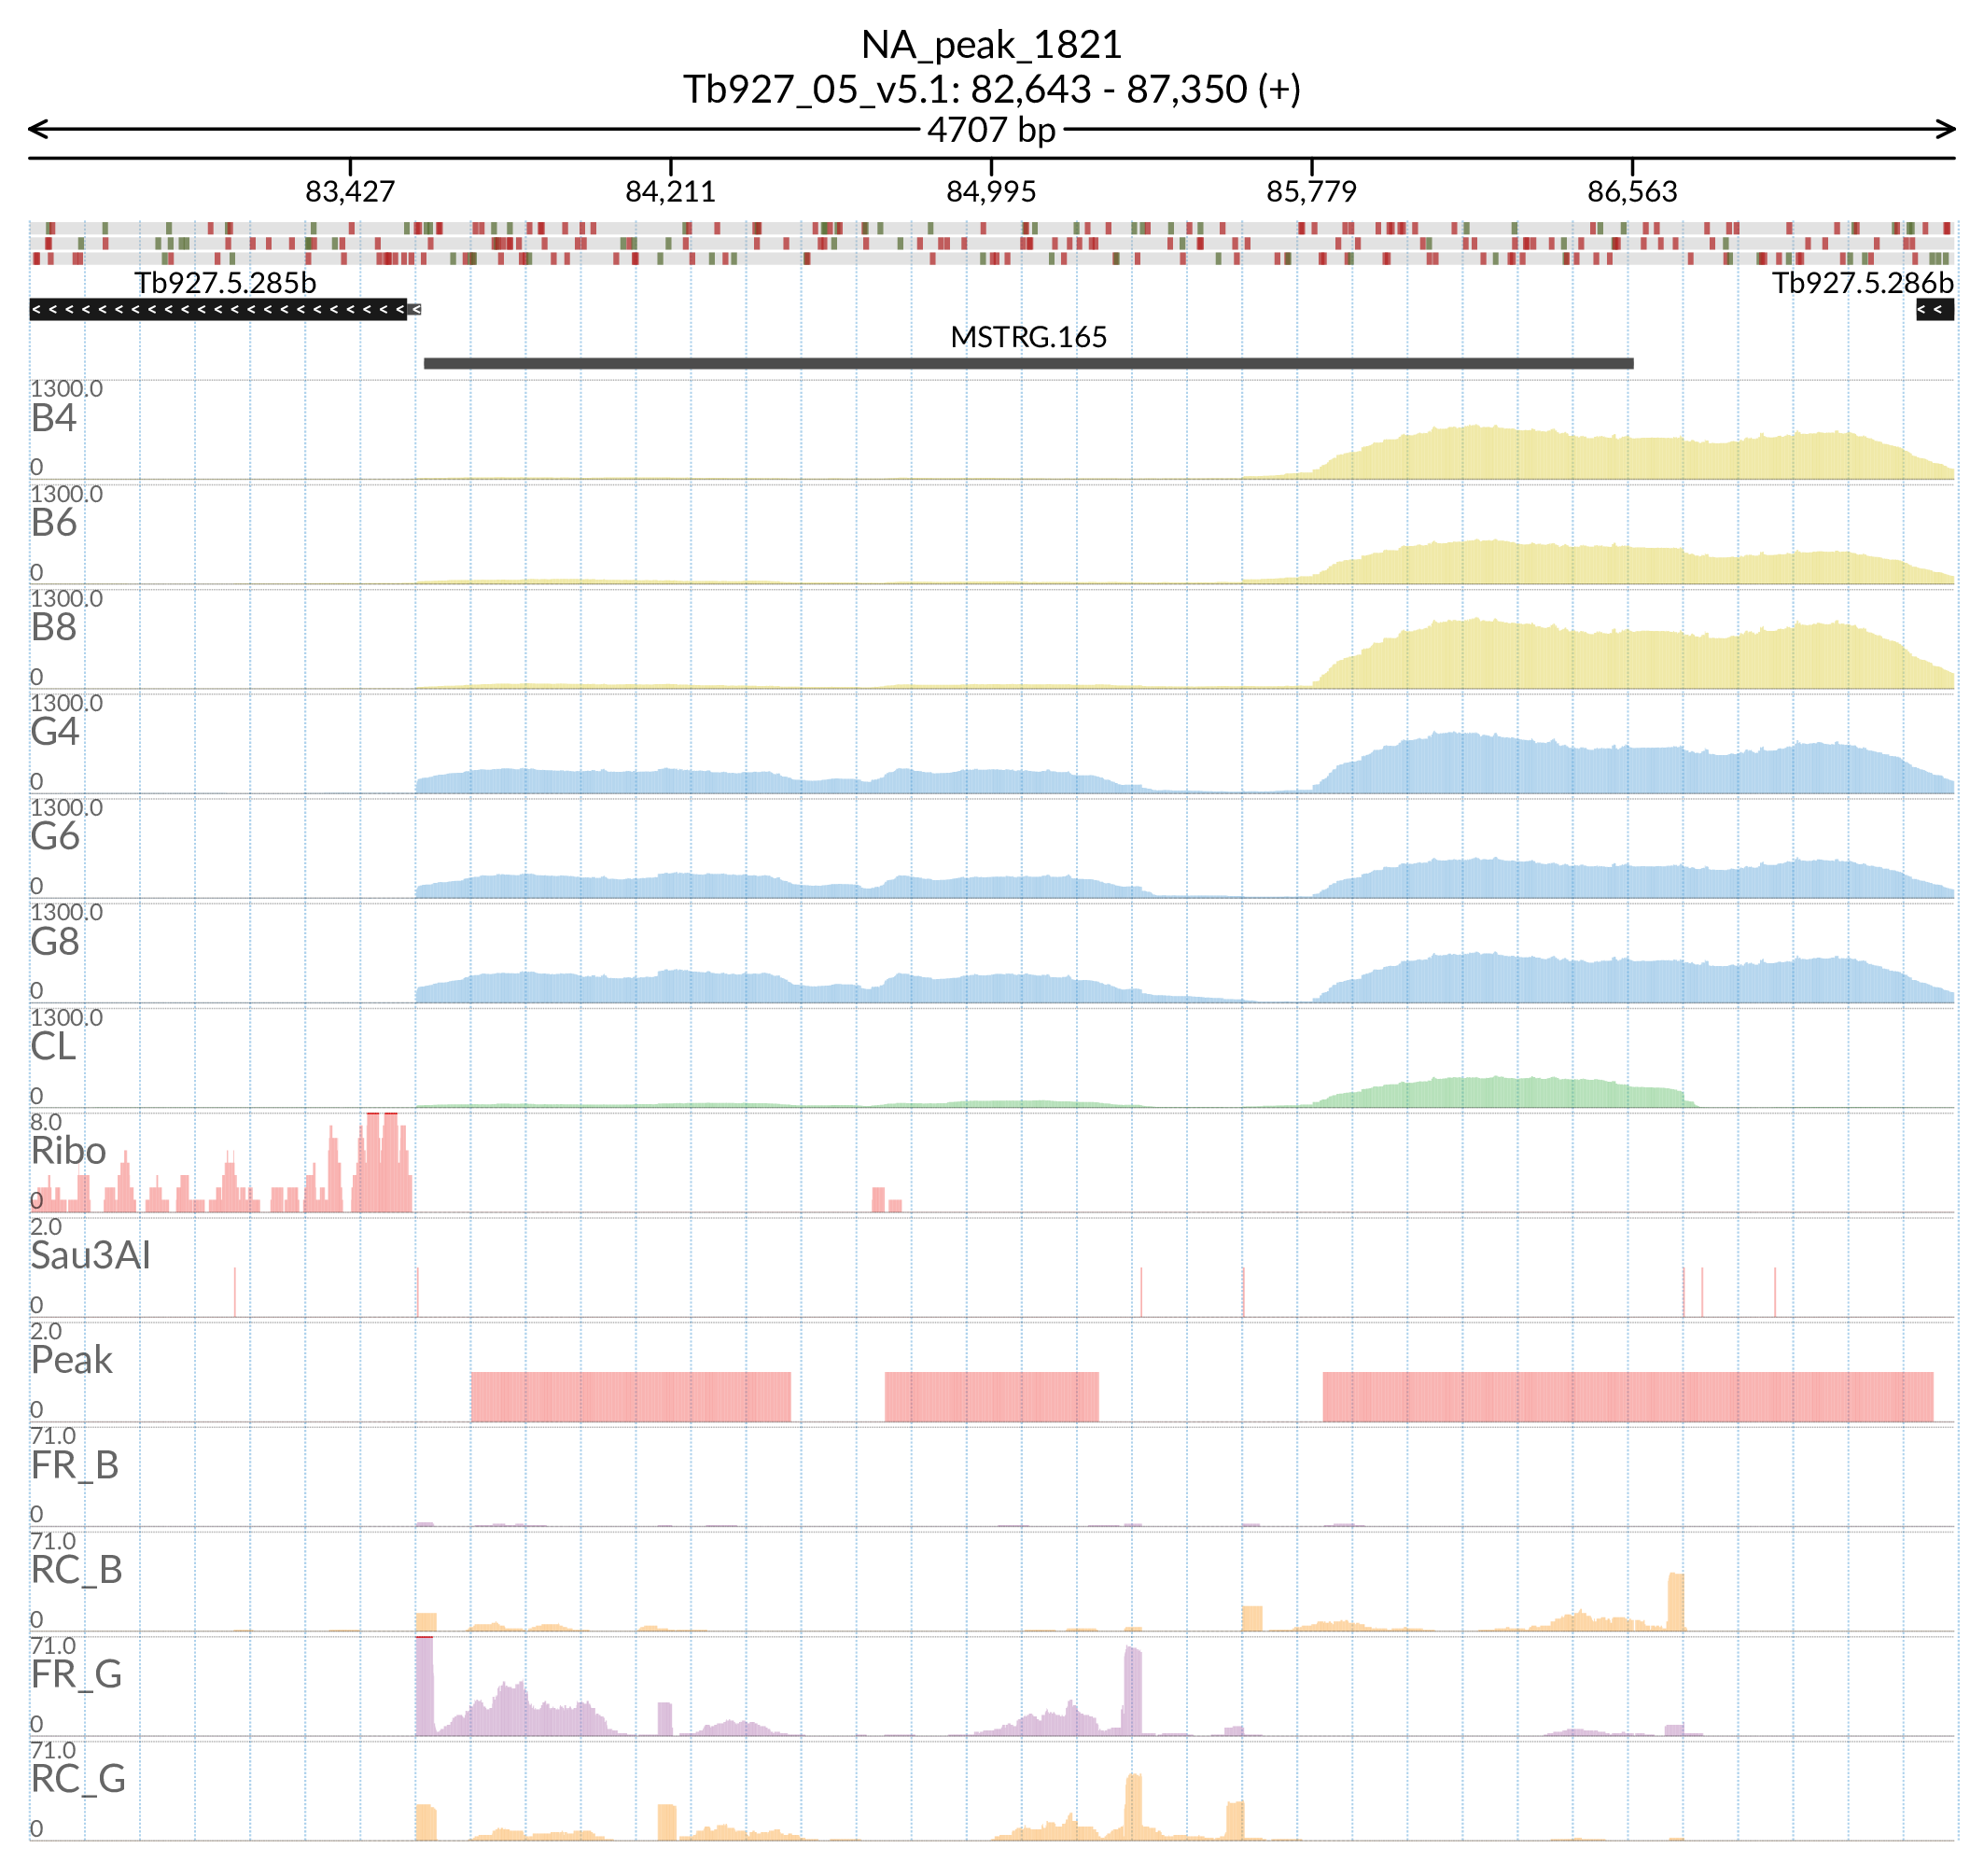 NA_peak_1821
Tb927_05_v5.1: 82,643 - 87,350 (+)
4707 bp
83,427 84,211 84,995 85,779 86,563
Tb927.5.285b Tb927.5.286b
MSTRG.165
1300.0
B4
0
1300.0
B6
0
1300.0
B8
0
1300.0
G4
0
1300.0
G6
0
1300.0
G8
0
1300.0
CL
0
8.0
Ribo
0
2.0
Sau3AI
0
2.0
Peak
0
71.0
FR_B
0
71.0
RC_B
0
71.0
FR_G
0
71.0
RC_G
0